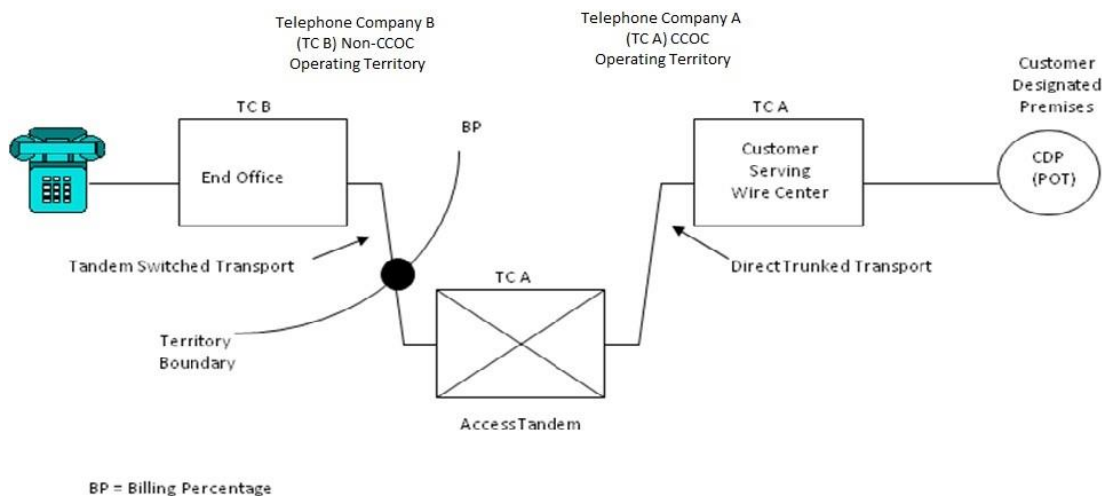 Telephone Company B
(TC B) Non-CCOC
Operating Territory
Telephone Company A
(TC A) CCOC
Operating Territory
Customer
Designated
Premises
TC B
BP
TC A
End Office
Customer
Serving
Wire Center
CDP
(POT)
Tandem Switched Transport
TC A
Direct Trunked Transport
Territory
Boundary
AccessTandem
BP = Billing Percentage